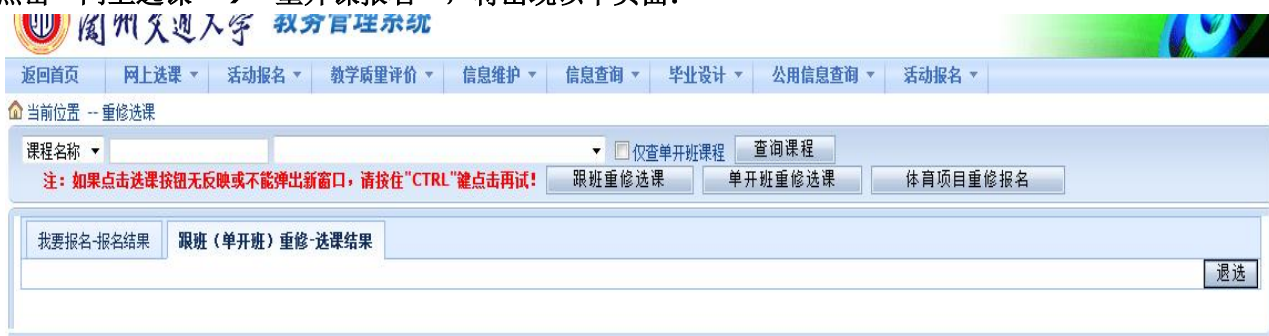 兰州交通大学 教务管理系统
返回首页 网上选课 活动报名 教学质量评价 信息维护 信息查询 毕业设计 公用信息查询 活动报名
当前位置 -- 重修选课
课程名称 仅查单开班课程 查询课程
注：如果点击选课按钮无反映或不能弹出新窗口，请按住"CTRL"键点击再试！ 跟班重修选课 单开班重修选课 体育项目重修报名
我要报名-报名结果 跟班（单开班）重修-选课结果
退选